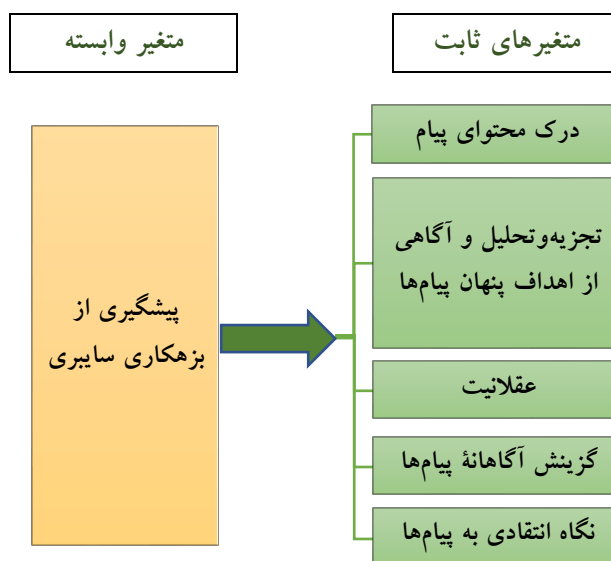 متغیرهای ثابت
متغیر وابسته
درک محتوای پیام
تجزیه‌وتحلیل و آگاهی
از اهداف پنهان پیام‌ها
عقلانیت
گزینش آگاهانهٔ پیام‌ها
نگاه انتقادی به پیام‌ها
پیشگیری از
بزهکاری سایبری